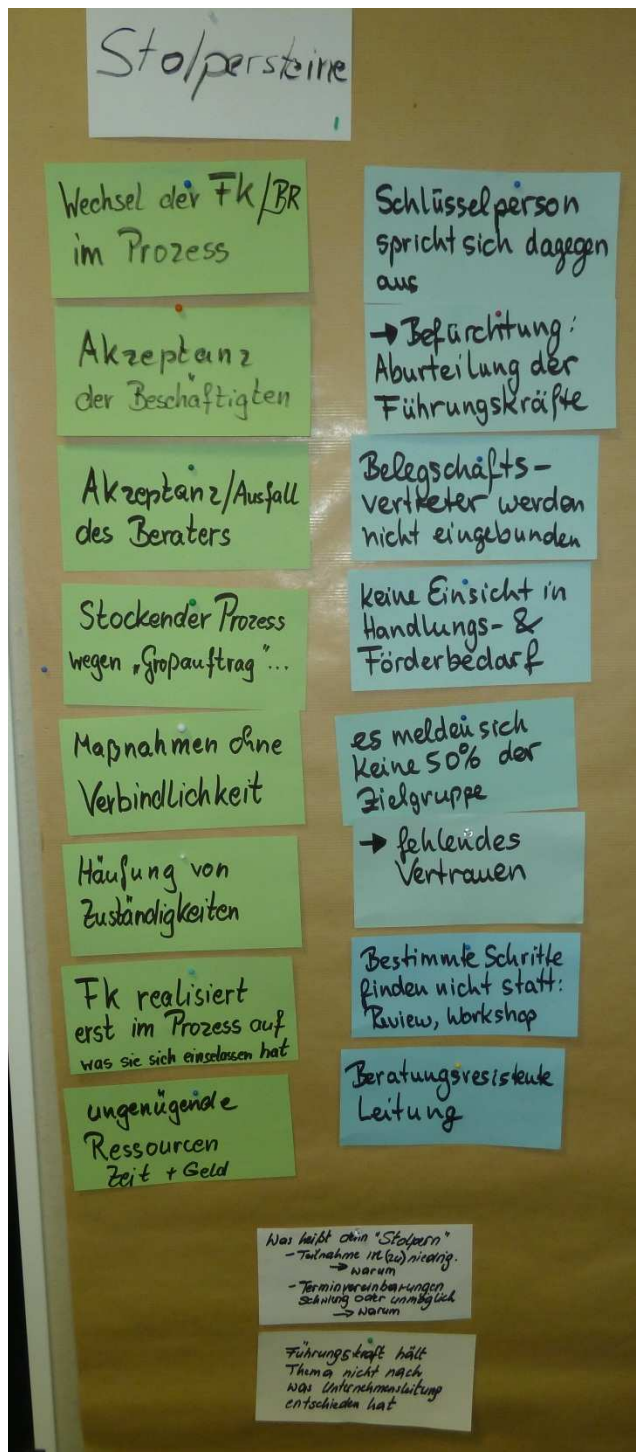 Stolpersteine
Wechsel der Fk/BR
im Prozess
Akzeptanz
der Beschäftigten
Akzeptanz/Ausfall
des Beraters
Stockender Prozess
wegen „Großauftrag"...
Maßnahmen ohne
Verbindlichkeit
Häufung von
Zuständigkeiten
Fk realisiert
erst im Prozess auf
was sie sich eingelassen hat
ungenügende
Ressourcen
Zeit + Geld
Schlüsselperson
spricht sich dagegen
aus
→ Befürchtung:
Aburteilung der
Führungskräfte
Belegschafts-
vertreter werden
nicht eingebunden
keine Einsicht in
Handlungs- &
Förderbedarf
es melden sich
keine 50% der
Zielgruppe
→ fehlendes
Vertrauen
Bestimmte Schritte
finden nicht statt:
Review, Workshop
Beratungsresistente
Leitung
Was heißt denn "Stolpern"
- Teilnahme ist (zu) niedrig.
→ warum
- Terminvereinbarungen
schwierig oder unmöglich
→ warum
Führungskraft hält
Thema nicht nach
was Unternehmensleitung
entschieden hat